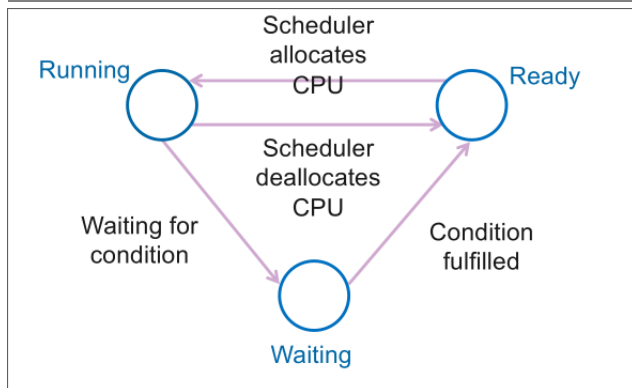 Scheduler
allocates
CPU
Running
Ready
Scheduler
deallocates
CPU
Waiting for
condition
Condition
fulfilled
Waiting